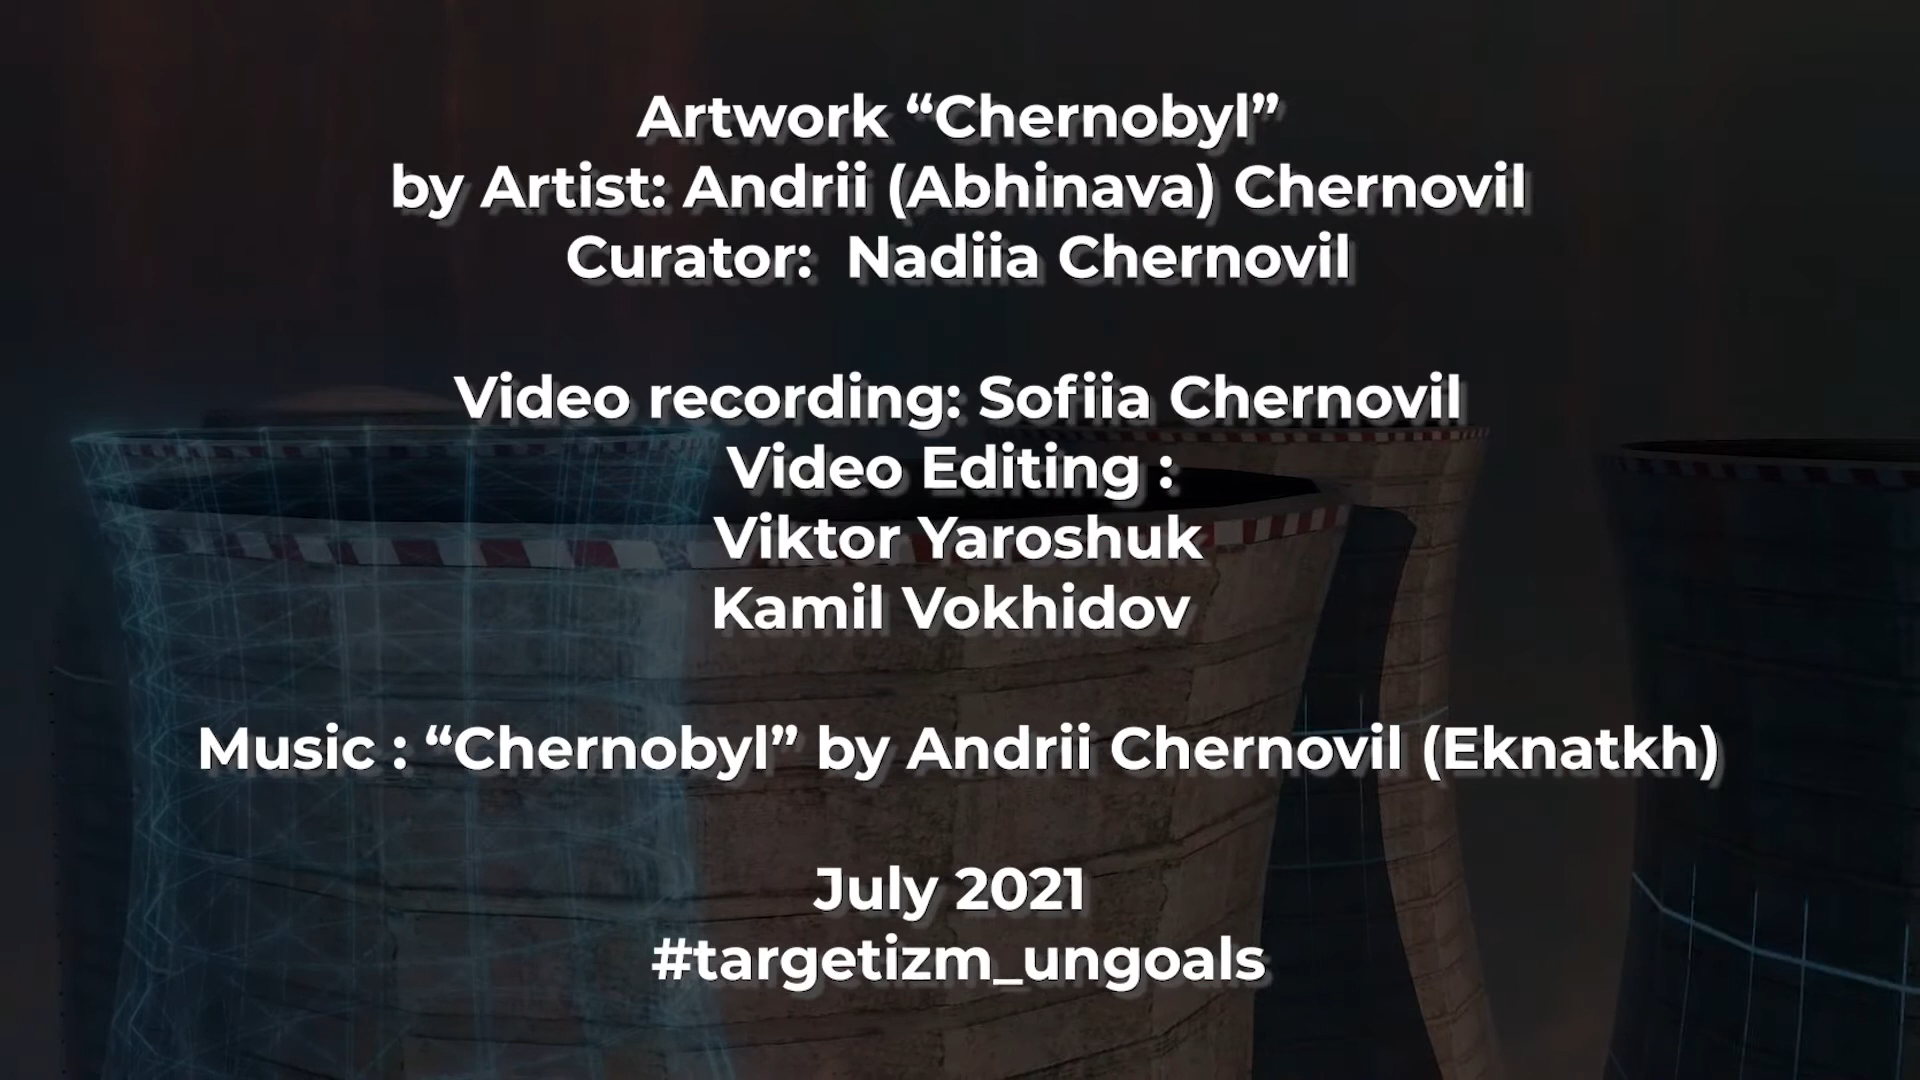 Artwork “Chernobyl”
by Artist: Andrii (Abhinava) Chernovil
Curator:  Nadiia Chernovil
Video recording: Sofiia Chernovil
Video Editing :
Viktor Yaroshuk
Kamil Vokhidov
Music : “Chernobyl” by Andrii Chernovil (Eknatkh)
July 2021
#targetizm_ungoals